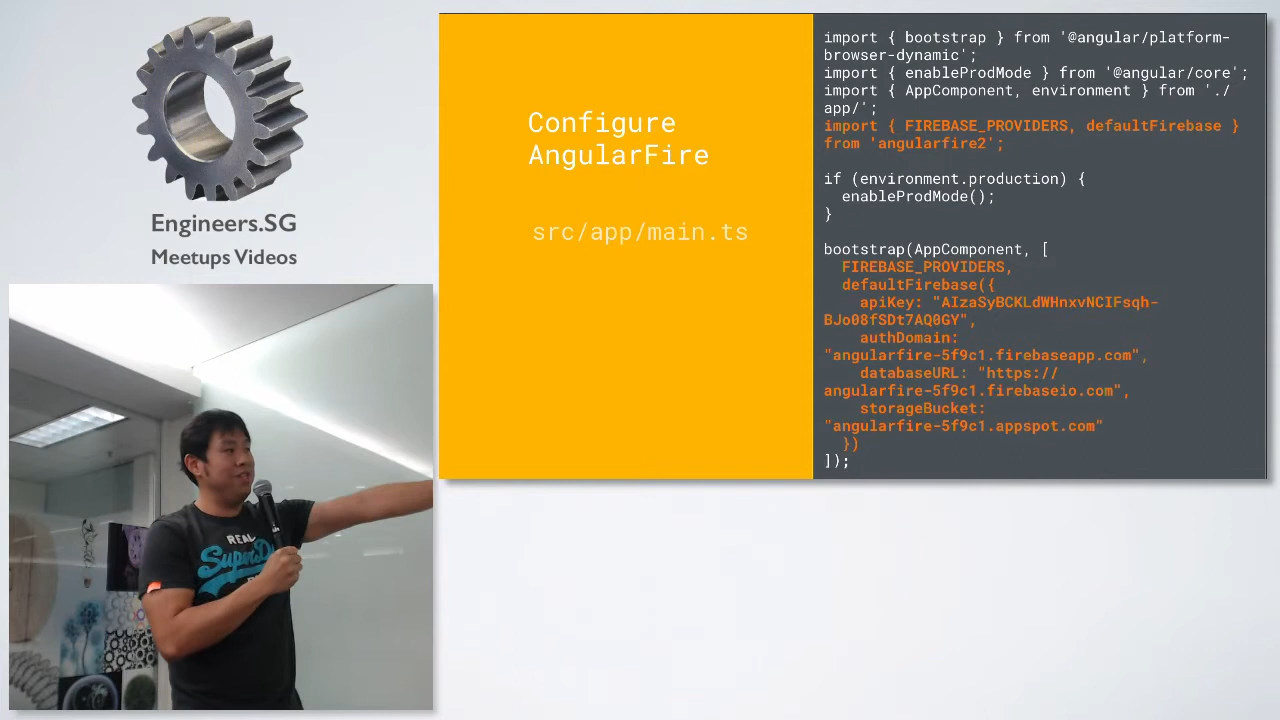 Engineers.SG
Meetups Videos
Configure
AngularFire
src/app/main.ts
import { bootstrap } from '@angular/platform-
browser-dynamic';
import { enableProdMode } from '@angular/core';
import { AppComponent, environment } from './
app/';
import { FIREBASE_PROVIDERS, defaultFirebase }
from 'angularfire2';
if (environment.production) {
  enableProdMode();
}
bootstrap(AppComponent, [
  FIREBASE_PROVIDERS,
  defaultFirebase({
    apiKey: "AIzaSyBCKLdWHnxvNCIFsqh-
BJo08fSDt7AQ0GY",
    authDomain:
"angularfire-5f9c1.firebaseapp.com",
    databaseURL: "https://
angularfire-5f9c1.firebaseio.com",
    storageBucket:
"angularfire-5f9c1.appspot.com"
  })
]);
REAL